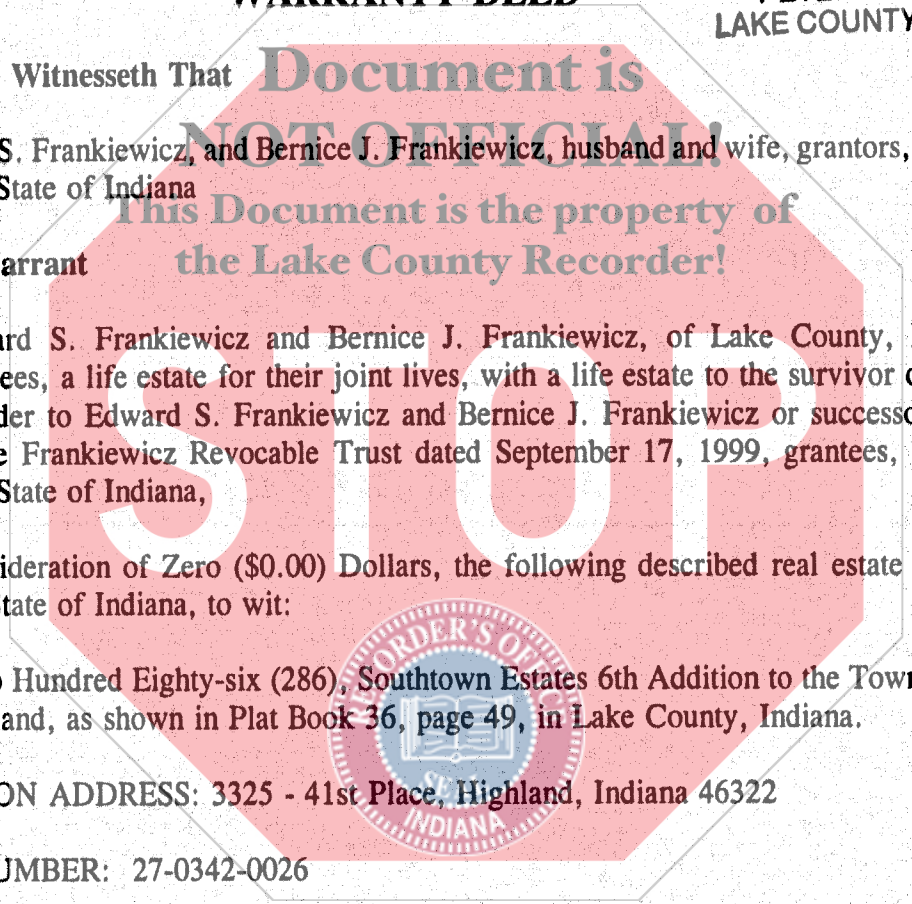 WARRANTY DEED
LAKE COUNTY
Witnesseth That
Document is
NOT OFFICIAL!
S. Frankiewicz, and Bernice J. Frankiewicz, husband and wife, grantors,
State of Indiana
This Document is the property of
the Lake County Recorder!
arrant
ard S. Frankiewicz and Bernice J. Frankiewicz, of Lake County,
ees, a life estate for their joint lives, with a life estate to the survivor
der to Edward S. Frankiewicz and Bernice J. Frankiewicz or successo
e Frankiewicz Revocable Trust dated September 17, 1999, grantees,
State of Indiana,
STOP
ideration of Zero ($0.00) Dollars, the following described real estate
tate of Indiana, to wit:
RECORDER'S OFFICE
Hundred Eighty-six (286), Southtown Estates 6th Addition to the Town
and, as shown in Plat Book 36, page 49, in Lake County, Indiana.
SEAL
ON ADDRESS: 3325 - 41st Place, Highland, Indiana 46322
INDIANA
UMBER: 27-0342-0026